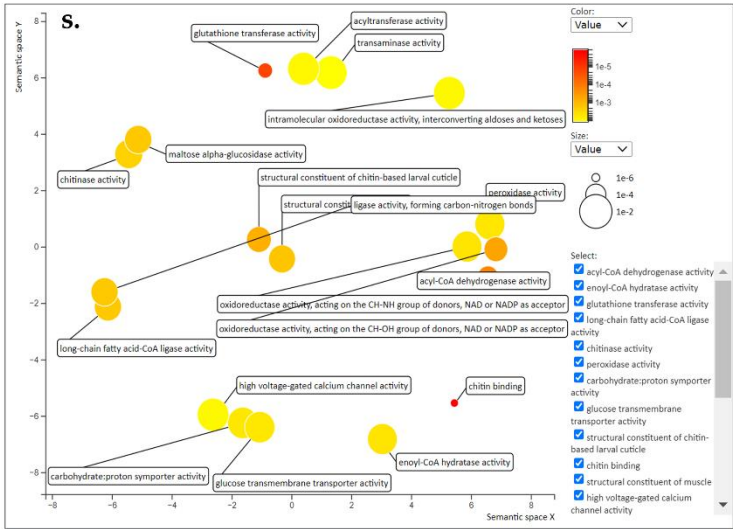 s.
Semantic space Y
8
6
4
2
0
−2
−4
−6
−8
glutathione transferase activity
acyltransferase activity
transaminase activity
intramolecular oxidoreductase activity, interconverting aldoses and ketoses
maltose alpha-glucosidase activity
chitinase activity
structural constituent of chitin-based larval cuticle
peroxidase activity
structural
ligase activity, forming carbon-nitrogen bonds
acyl-CoA dehydrogenase activity
oxidoreductase activity, acting on the CH-NH group of donors, NAD or NADP as acceptor
oxidoreductase activity, acting on the CH-OH group of donors, NAD or NADP as acceptor
long-chain fatty acid-CoA ligase activity
high voltage-gated calcium channel activity
chitin binding
enoyl-CoA hydratase activity
carbohydrate:proton symporter activity
glucose transmembrane transporter activity
−8 −6 −4 −2 0 2 4 6 8
Semantic space X
Color:
Value
1e-5
1e-3
Size:
Value
1e-6
1e-4
1e-2
Select:
acyl-CoA dehydrogenase activity
enoyl-CoA hydratase activity
glutathione transferase activity
long-chain fatty acid-CoA ligase
activity
chitinase activity
peroxidase activity
carbohydrate:proton symporter
activity
glucose transmembrane
transporter activity
structural constituent of chitin-
based larval cuticle
chitin binding
structural constituent of muscle
high voltage-gated calcium
channel activity